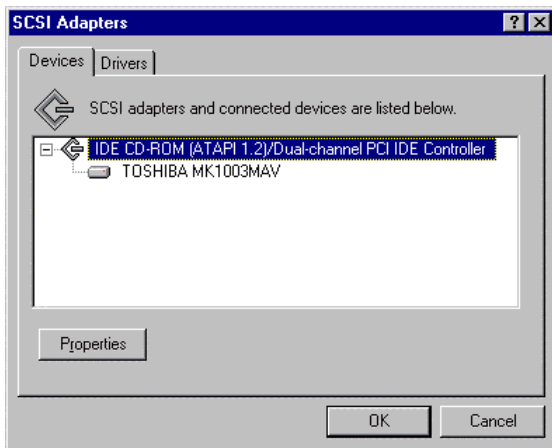 SCSI Adapters
Devices Drivers
SCSI adapters and connected devices are listed below.
IDE CD-ROM (ATAPI 1.2)/Dual-channel PCI IDE Controller
TOSHIBA MK1003MAV
Properties
OK Cancel